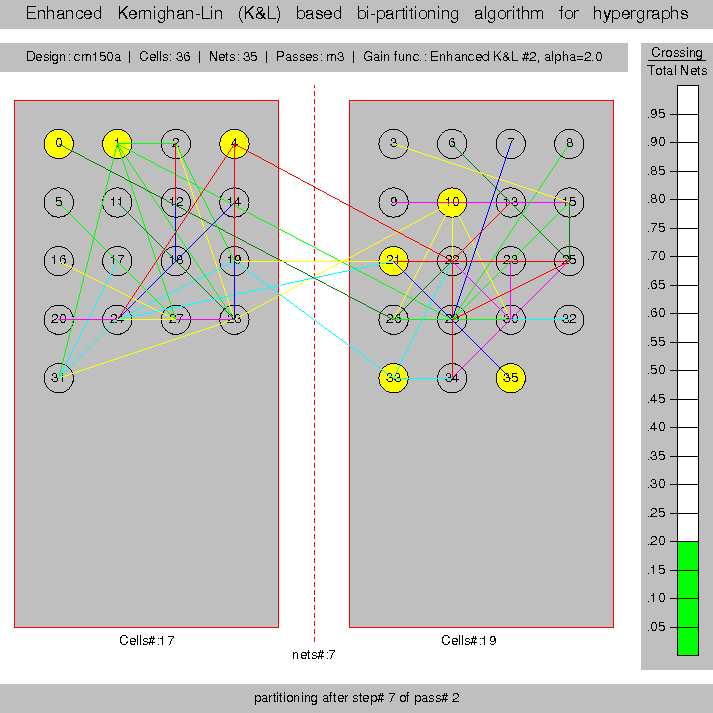 Enhanced Kernighan-Lin (K&L) based bi-partitioning algorithm for hypergraphs
Design: cm150a | Cells: 36 | Nets: 35 | Passes: m3 | Gain func.: Enhanced K&L #2, alpha=2.0
Crossing
Total Nets
0 1 2 4 3 6 7 8
5 11 12 14 9 10 13 15
16 17 18 19 21 22 23 25
20 24 27 26 28 29 30 32
31 33 34 35
.95
.90
.85
.80
.75
.70
.65
.60
.55
.50
.45
.40
.35
.30
.25
.20
.15
.10
.05
Cells#:17
nets#:7
Cells#:19
partitioning after step# 7 of pass# 2